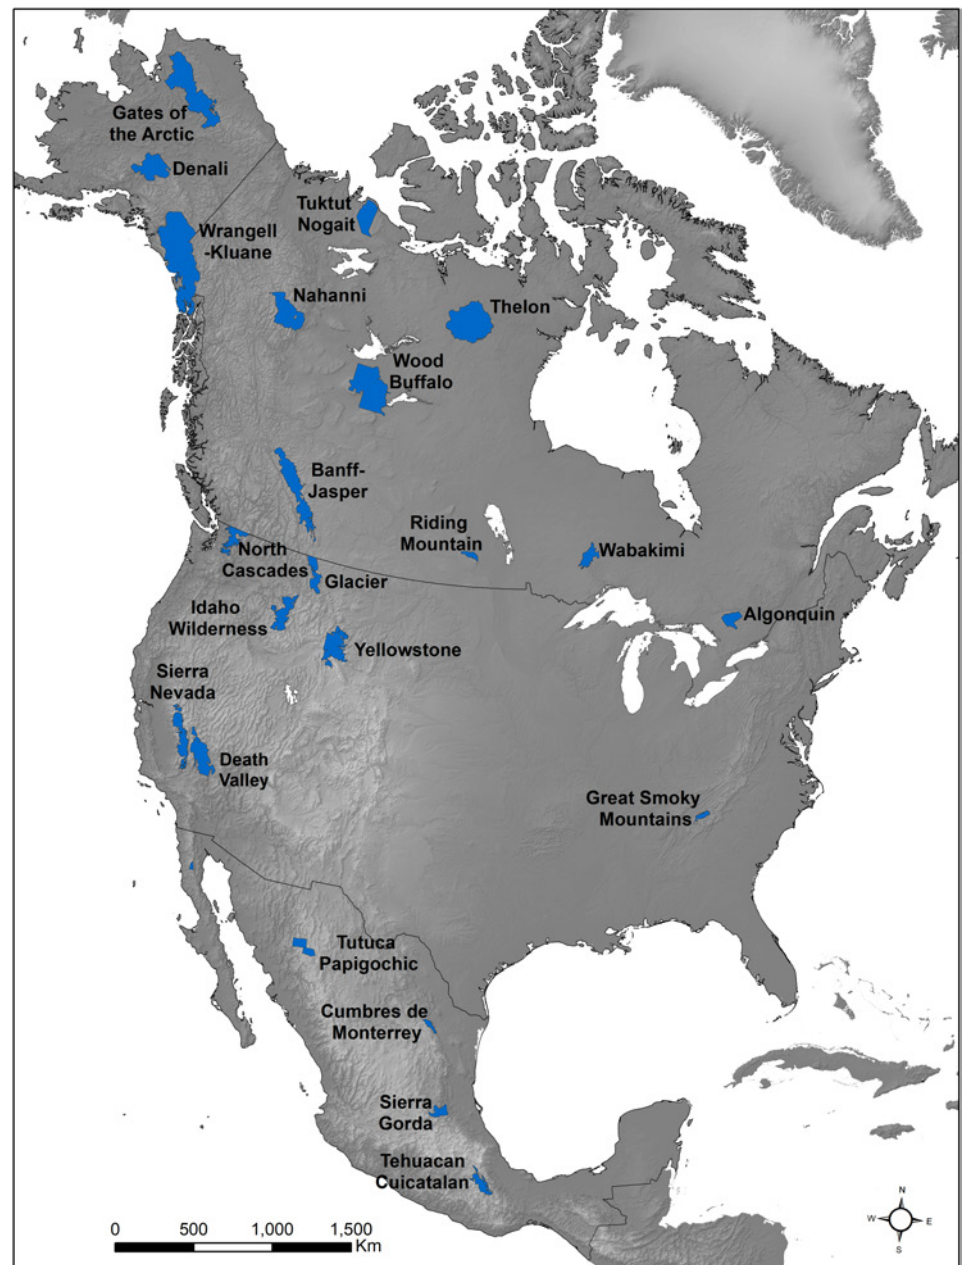 Gates of
the Arctic
Denali
Tuktut
Nogait
Wrangell
-Kluane
Nahanni
Thelon
Wood
Buffalo
Banff-
Jasper
Riding
Mountain
Wabakimi
North
Cascades
Glacier
Idaho
Wilderness
Algonquin
Yellowstone
Sierra
Nevada
Death
Valley
Great Smoky
Mountains
Tutuca
Papigochic
Cumbres de
Monterrey
Sierra
Gorda
Tehuacan
Cuicatalan
N
W E
S
0 500 1,000 1,500
Km